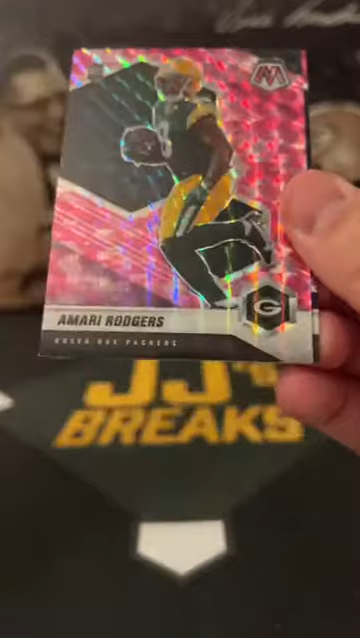 M
AMARI RODGERS
GREEN BAY PACKERS
G
JJ's
BREAKS